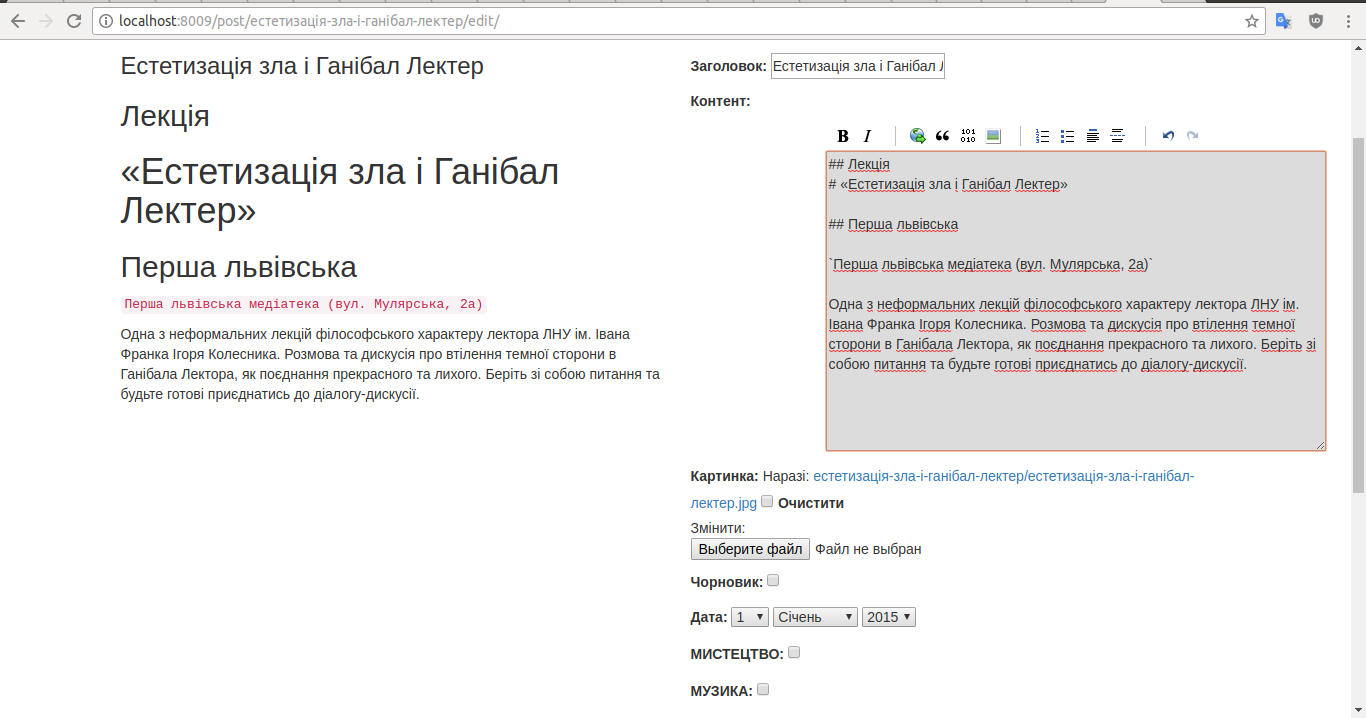 localhost:8009/post/естетизація-зла-і-ганібал-лектер/edit/
Естетизація зла і Ганібал Лектер
Лекція
«Естетизація зла і Ганібал
Лектер»
Перша львівська
Перша львівська медіатека (вул. Мулярська, 2а)
Одна з неформальних лекцій філософського характеру лектора ЛНУ ім. Івана
Франка Ігоря Колесника. Розмова та дискусія про втілення темної сторони в
Ганібала Лектора, як поєднання прекрасного та лихого. Беріть зі собою питання та
будьте готові приєднатись до діалогу-дискусії.
Заголовок: Естетизація зла і Ганібал Л
Контент:
B I
101
010
## Лекція
# «Естетизація зла і Ганібал Лектер»
## Перша львівська
`Перша львівська медіатека (вул. Мулярська, 2а)`
Одна з неформальних лекцій філософського характеру лектора ЛНУ ім.
Івана Франка Ігоря Колесника. Розмова та дискусія про втілення темної
сторони в Ганібала Лектора, як поєднання прекрасного та лихого. Беріть зі
собою питання та будьте готові приєднатись до діалогу-дискусії.
Картинка: Наразі: естетизація-зла-і-ганібал-лектер/естетизація-зла-і-ганібал-
лектер.jpg Очистити
Змінити:
Выберите файл Файл не выбран
Чорновик:
Дата: 1 Січень 2015
МИСТЕЦТВО:
МУЗИКА: